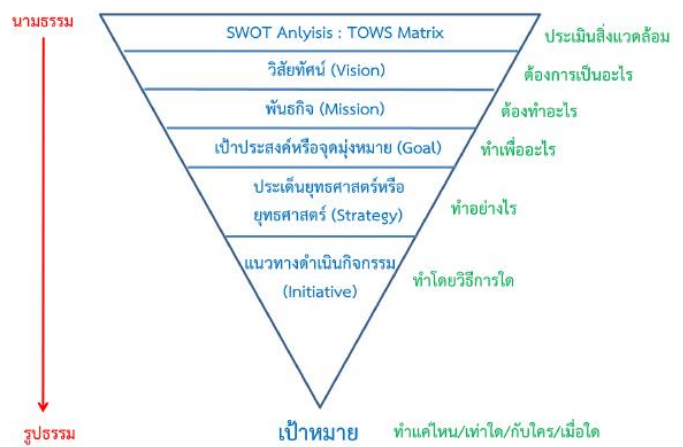 นามธรรม
SWOT Anlyisis : TOWS Matrix
ประเมินสิ่งแวดล้อม
วิสัยทัศน์ (Vision)
ต้องการเป็นอะไร
พันธกิจ (Mission)
ต้องทำอะไร
เป้าประสงค์หรือจุดมุ่งหมาย (Goal)
ทำเพื่ออะไร
ประเด็นยุทธศาสตร์หรือ
ยุทธศาสตร์ (Strategy)
ทำอย่างไร
แนวทางดำเนินกิจกรรม
(Initiative)
ทำโดยวิธีการใด
รูปธรรม
เป้าหมาย
ทำแค่ไหน/เท่าใด/กับใคร/เมื่อใด